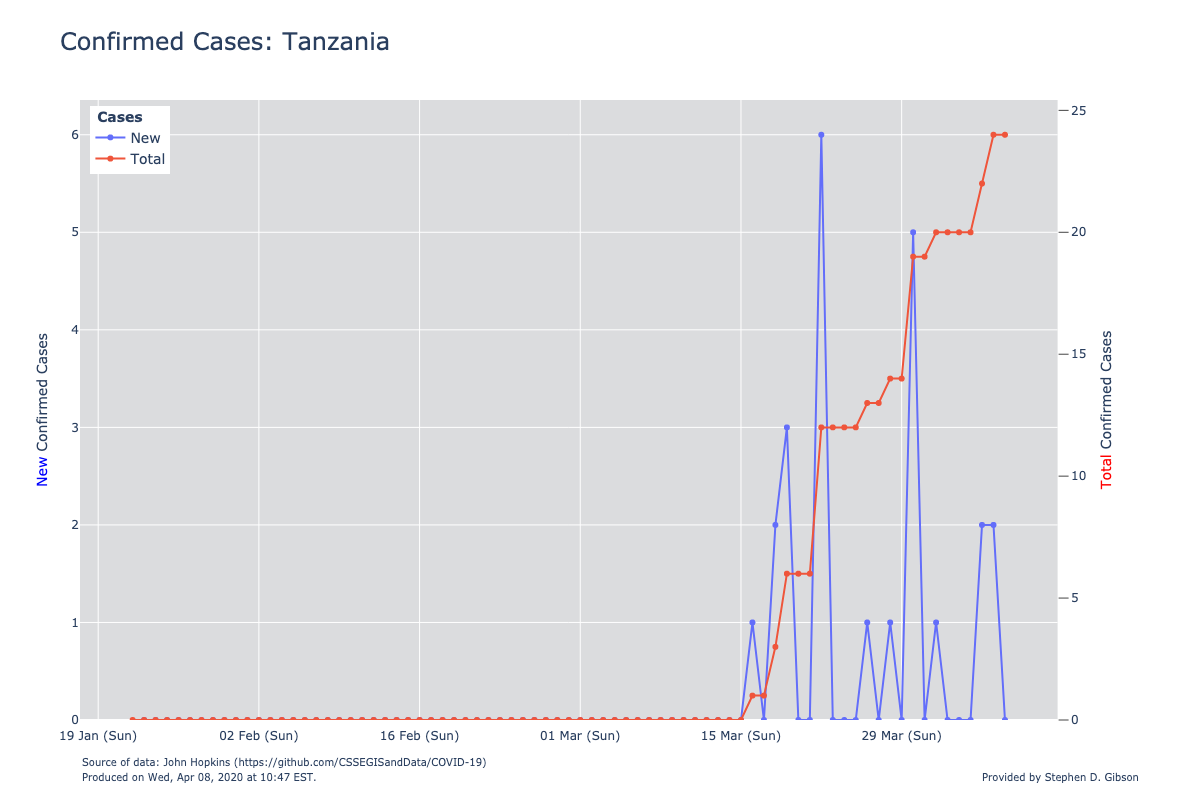 Confirmed Cases: Tanzania
Cases
New
Total
6
5
4
3
2
1
0
25
20
15
10
5
0
New Confirmed Cases
Total Confirmed Cases
19 Jan (Sun)
02 Feb (Sun)
16 Feb (Sun)
01 Mar (Sun)
15 Mar (Sun)
29 Mar (Sun)
Source of data: John Hopkins (https://github.com/CSSEGISandData/COVID-19)
Produced on Wed, Apr 08, 2020 at 10:47 EST.
Provided by Stephen D. Gibson